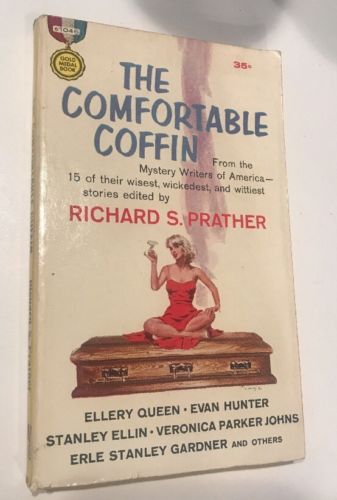 S1046
GOLD
MEDAL
BOOK
35¢
THE
COMFORTABLE
COFFIN
From the
Mystery Writers of America—
15 of their wisest, wickedest, and wittiest
stories edited by
RICHARD S. PRATHER
ELLERY QUEEN · EVAN HUNTER
STANLEY ELLIN · VERONICA PARKER JOHNS
ERLE STANLEY GARDNER AND OTHERS